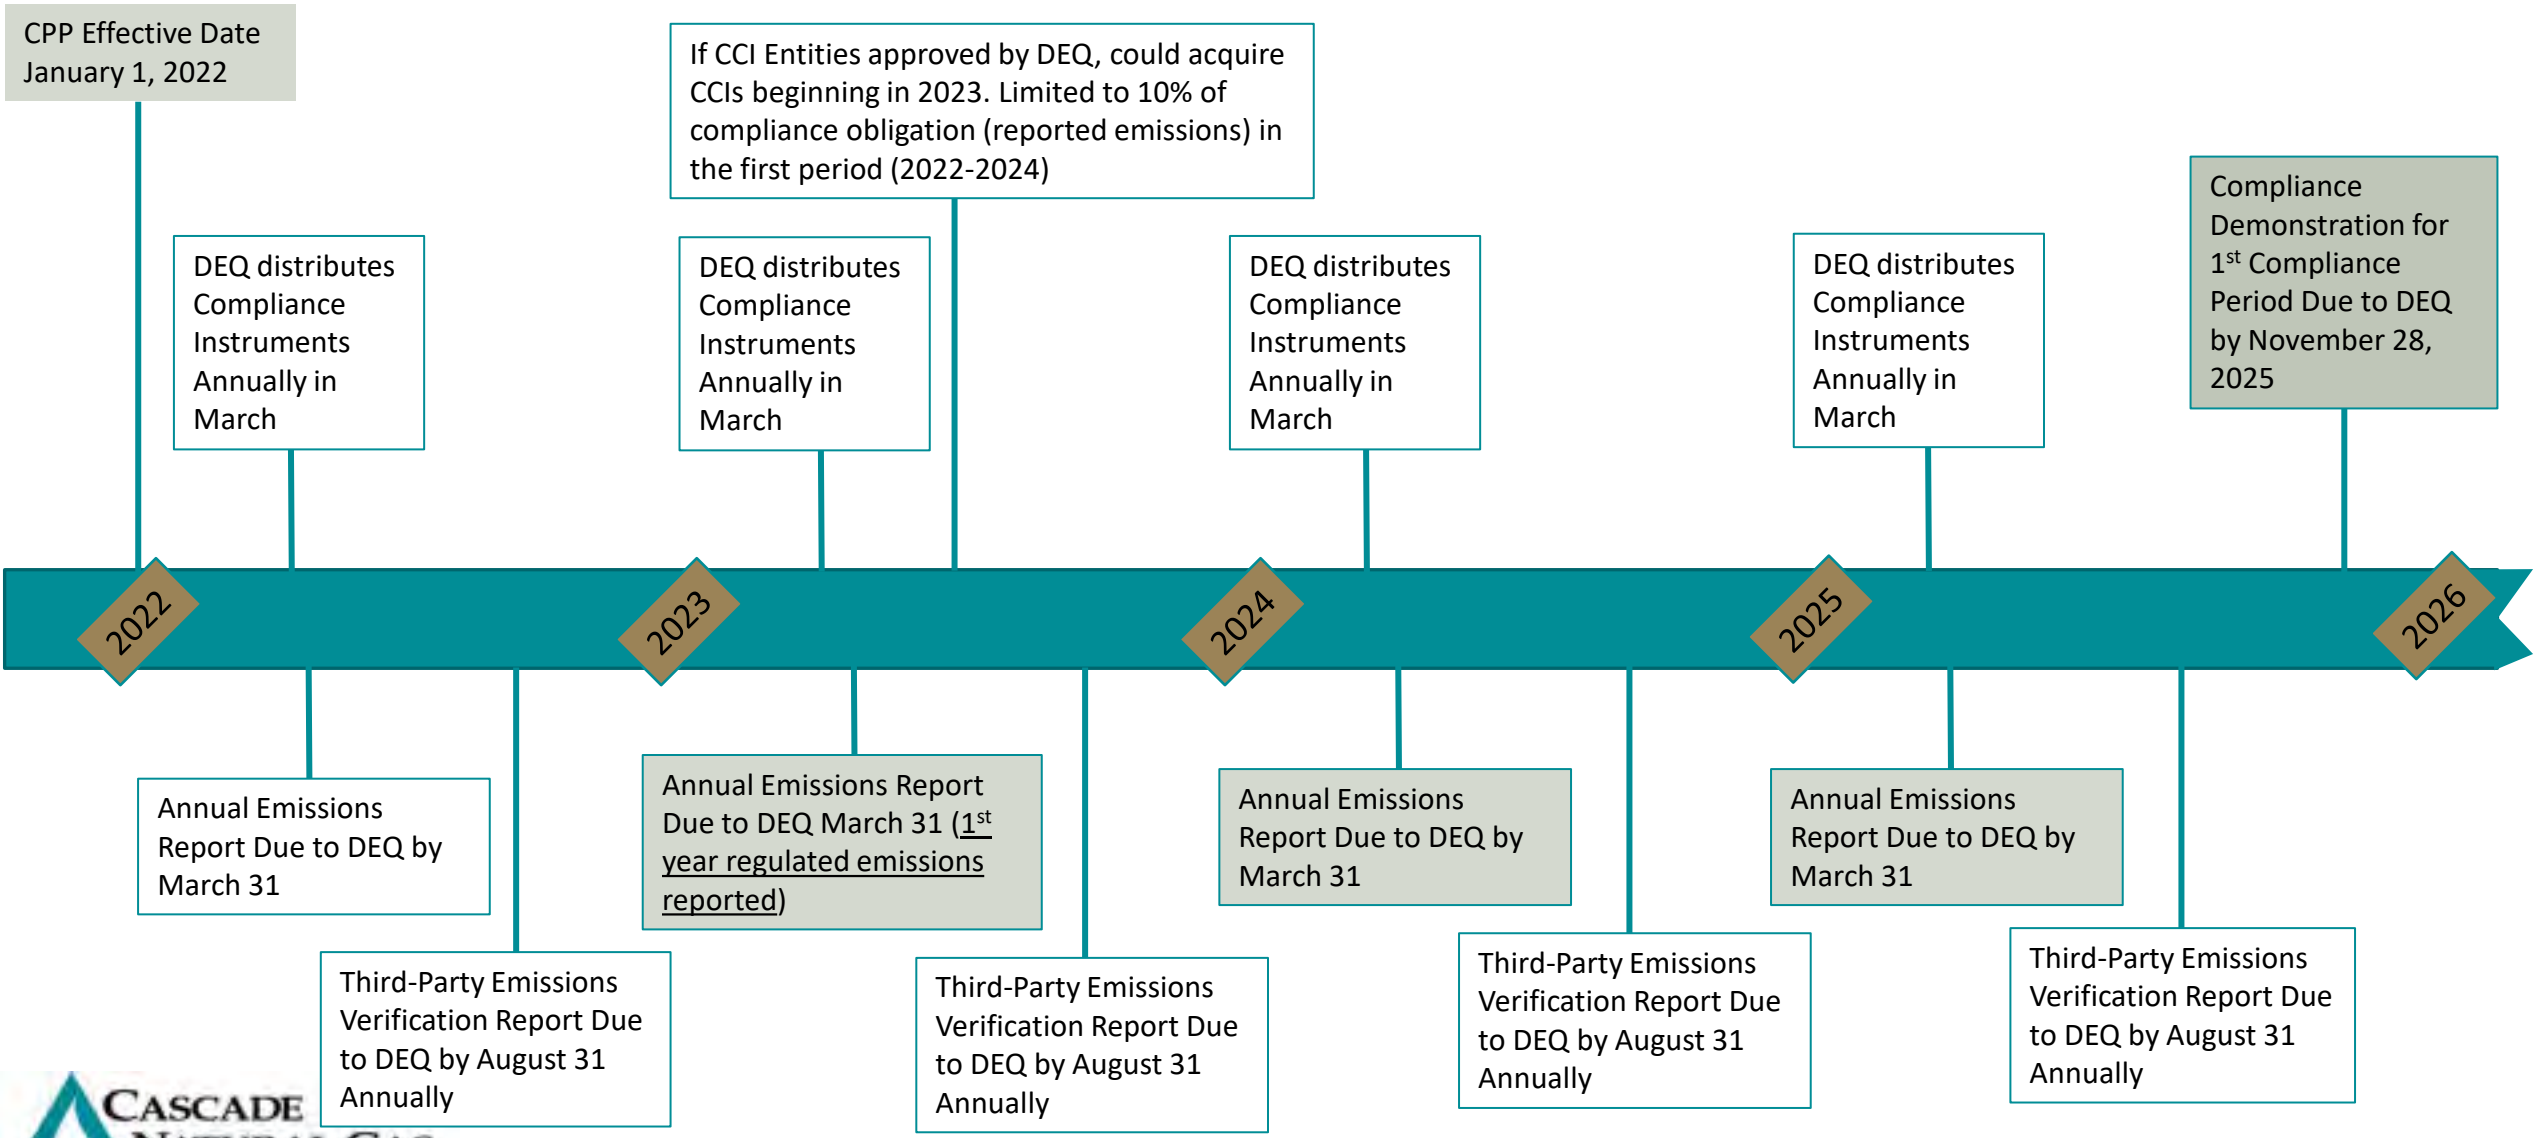 CPP Effective Date
January 1, 2022
If CCI Entities approved by DEQ, could acquire
CCIs beginning in 2023. Limited to 10% of
compliance obligation (reported emissions) in
the first period (2022-2024)
DEQ distributes
Compliance
Instruments
Annually in
March
DEQ distributes
Compliance
Instruments
Annually in
March
DEQ distributes
Compliance
Instruments
Annually in
March
DEQ distributes
Compliance
Instruments
Annually in
March
Compliance
Demonstration for
1st Compliance
Period Due to DEQ
by November 28,
2025
2022
2023
2024
2025
2026
Annual Emissions
Report Due to DEQ by
March 31
Annual Emissions Report
Due to DEQ March 31 (1st
year regulated emissions
reported)
Annual Emissions
Report Due to DEQ by
March 31
Annual Emissions
Report Due to DEQ by
March 31
Third-Party Emissions
Verification Report Due
to DEQ by August 31
Annually
Third-Party Emissions
Verification Report Due
to DEQ by August 31
Annually
Third-Party Emissions
Verification Report Due
to DEQ by August 31
Annually
Third-Party Emissions
Verification Report Due
to DEQ by August 31
Annually
CASCADE
NATURAL GAS